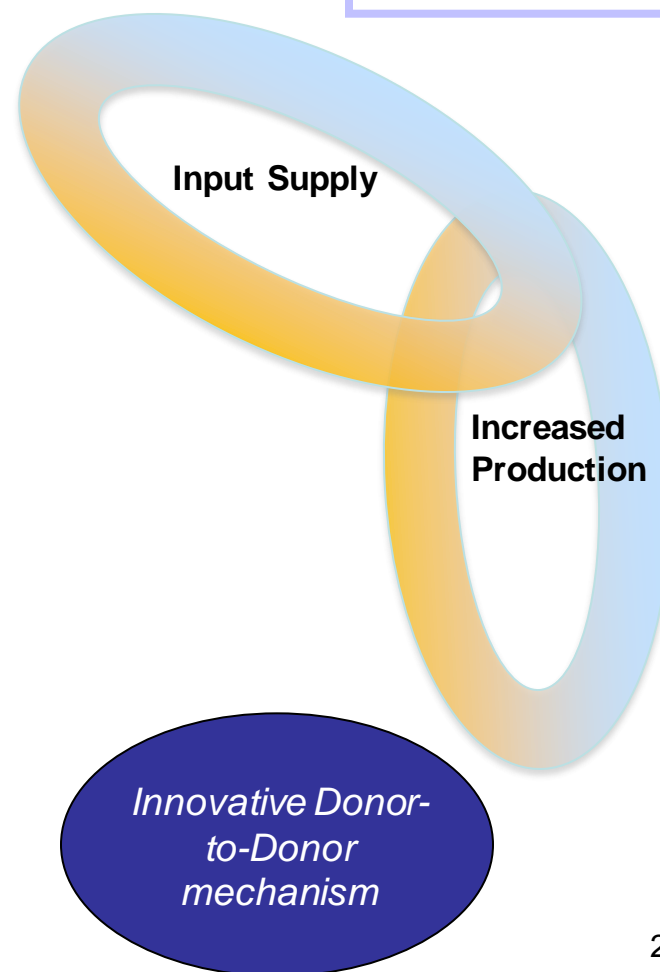 Input Supply
Increased
Production
Innovative Donor-
to-Donor
mechanism
2